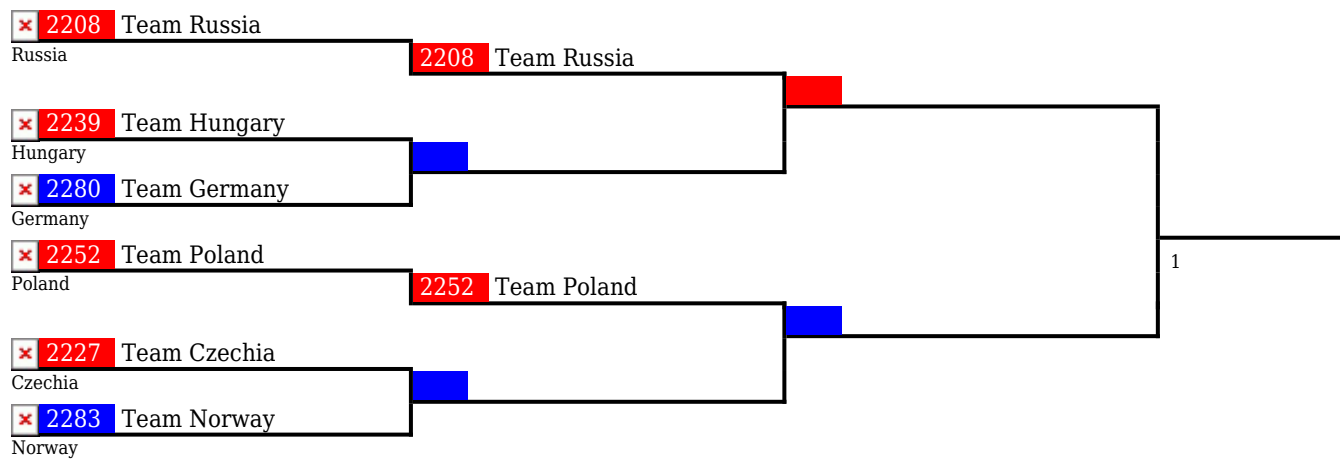 2208 Team Russia
Russia
2208 Team Russia
2239 Team Hungary
Hungary
2280 Team Germany
Germany
2252 Team Poland
Poland
2252 Team Poland
1
2227 Team Czechia
Czechia
2283 Team Norway
Norway